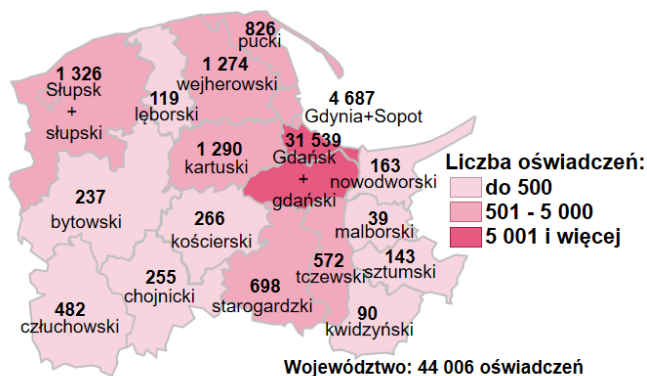 826
pucki
1 326
Słupsk
+
słupski
1 274
wejherowski
119
lęborski
4 687
Gdynia+Sopot
1 290
kartuski
31 539
Gdańsk
+
gdański
163
nowodworski
237
bytowski
266
kościerski
39
malborski
143
sztumski
572
tczewski
255
chojnicki
698
starogardzki
482
człuchowski
90
kwidzyński
Liczba oświadczeń:
do 500
501 - 5 000
5 001 i więcej
Województwo: 44 006 oświadczeń